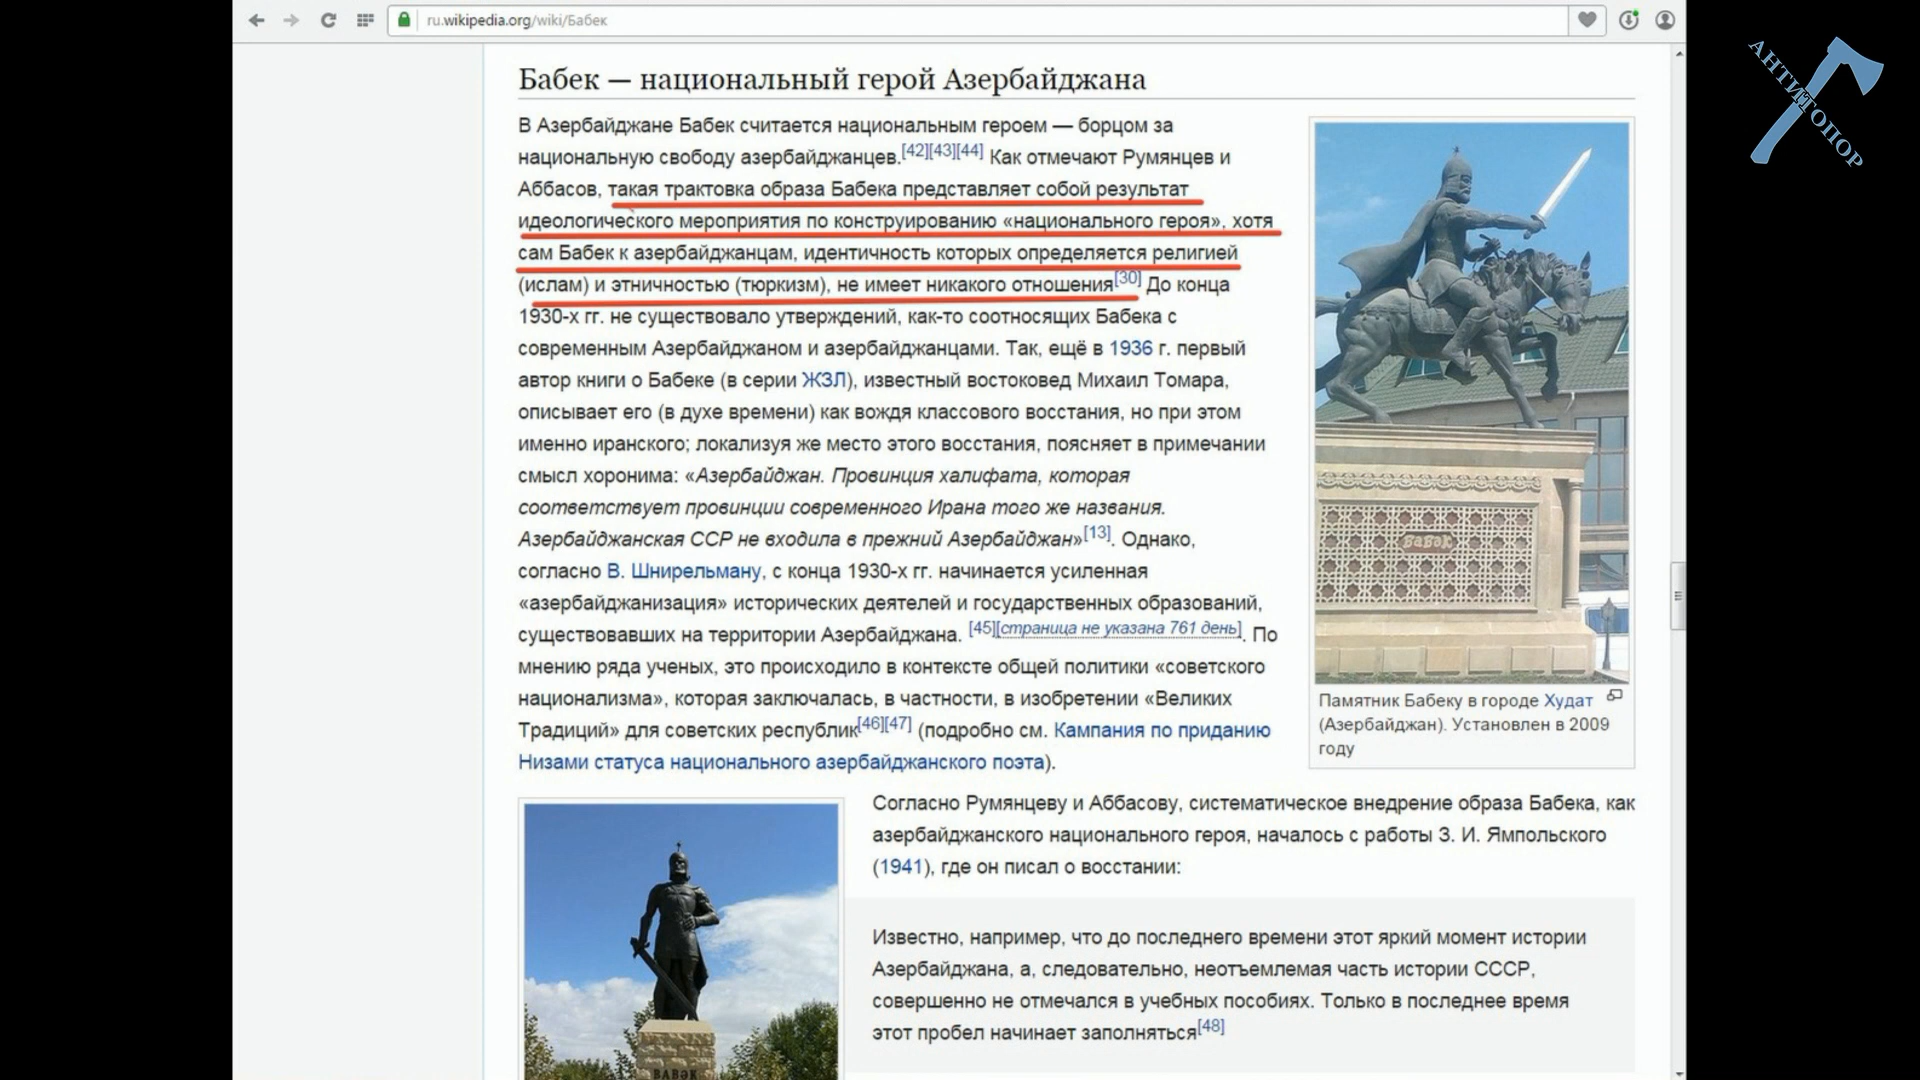 ru.wikipedia.org/wiki/Бабек
АНТИТОПОР
Бабек — национальный герой Азербайджана
В Азербайджане Бабек считается национальным героем — борцом за
национальную свободу азербайджанцев.[42][43][44] Как отмечают Румянцев и
Аббасов, такая трактовка образа Бабека представляет собой результат
идеологического мероприятия по конструированию «национального героя», хотя
сам Бабек к азербайджанцам, идентичность которых определяется религией
(ислам) и этничностью (тюркизм), не имеет никакого отношения[30] До конца
1930-х гг. не существовало утверждений, как-то соотносящих Бабека с
современным Азербайджаном и азербайджанцами. Так, ещё в 1936 г. первый
автор книги о Бабеке (в серии ЖЗЛ), известный востоковед Михаил Томара,
описывает его (в духе времени) как вождя классового восстания, но при этом
именно иранского; локализуя же место этого восстания, поясняет в примечании
смысл хоронима: «Азербайджан. Провинция халифата, которая
соответствует провинции современного Ирана того же названия.
Азербайджанская ССР не входила в прежний Азербайджан»[13]. Однако,
согласно В. Шнирельману, с конца 1930-х гг. начинается усиленная
«азербайджанизация» исторических деятелей и государственных образований,
существовавших на территории Азербайджана. [45][страница не указана 761 день]. По
мнению ряда ученых, это происходило в контексте общей политики «советского
национализма», которая заключалась, в частности, в изобретении «Великих
Традиций» для советских республик[46][47] (подробно см. Кампания по приданию
Низами статуса национального азербайджанского поэта).
BABƏK
Памятник Бабеку в городе Худат
(Азербайджан). Установлен в 2009
году
Согласно Румянцеву и Аббасову, систематическое внедрение образа Бабека, как
азербайджанского национального героя, началось с работы З. И. Ямпольского
(1941), где он писал о восстании:
Известно, например, что до последнего времени этот яркий момент истории
Азербайджана, а, следовательно, неотъемлемая часть истории СССР,
совершенно не отмечался в учебных пособиях. Только в последнее время
этот пробел начинает заполняться[48]
BABƏK